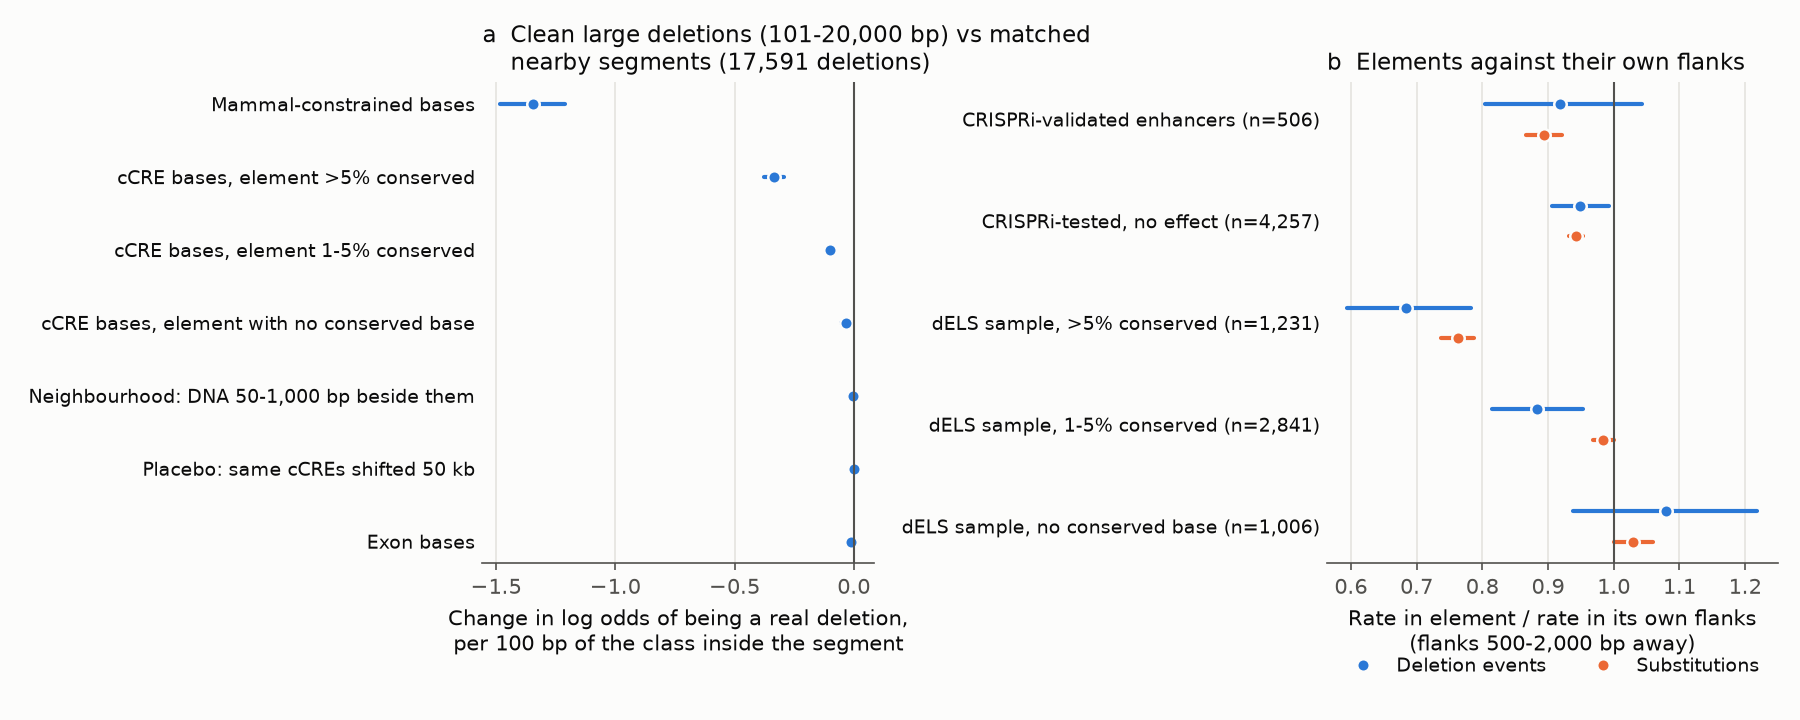 a  Clean large deletions (101-20,000 bp) vs matched
nearby segments (17,591 deletions)
Mammal-constrained bases
cCRE bases, element >5% conserved
cCRE bases, element 1-5% conserved
cCRE bases, element with no conserved base
Neighbourhood: DNA 50-1,000 bp beside them
Placebo: same cCREs shifted 50 kb
Exon bases
−1.5 −1.0 −0.5 0.0
Change in log odds of being a real deletion,
per 100 bp of the class inside the segment
b  Elements against their own flanks
CRISPRi-validated enhancers (n=506)
CRISPRi-tested, no effect (n=4,257)
dELS sample, >5% conserved (n=1,231)
dELS sample, 1-5% conserved (n=2,841)
dELS sample, no conserved base (n=1,006)
0.6 0.7 0.8 0.9 1.0 1.1 1.2
Rate in element / rate in its own flanks
(flanks 500-2,000 bp away)
Deletion events Substitutions